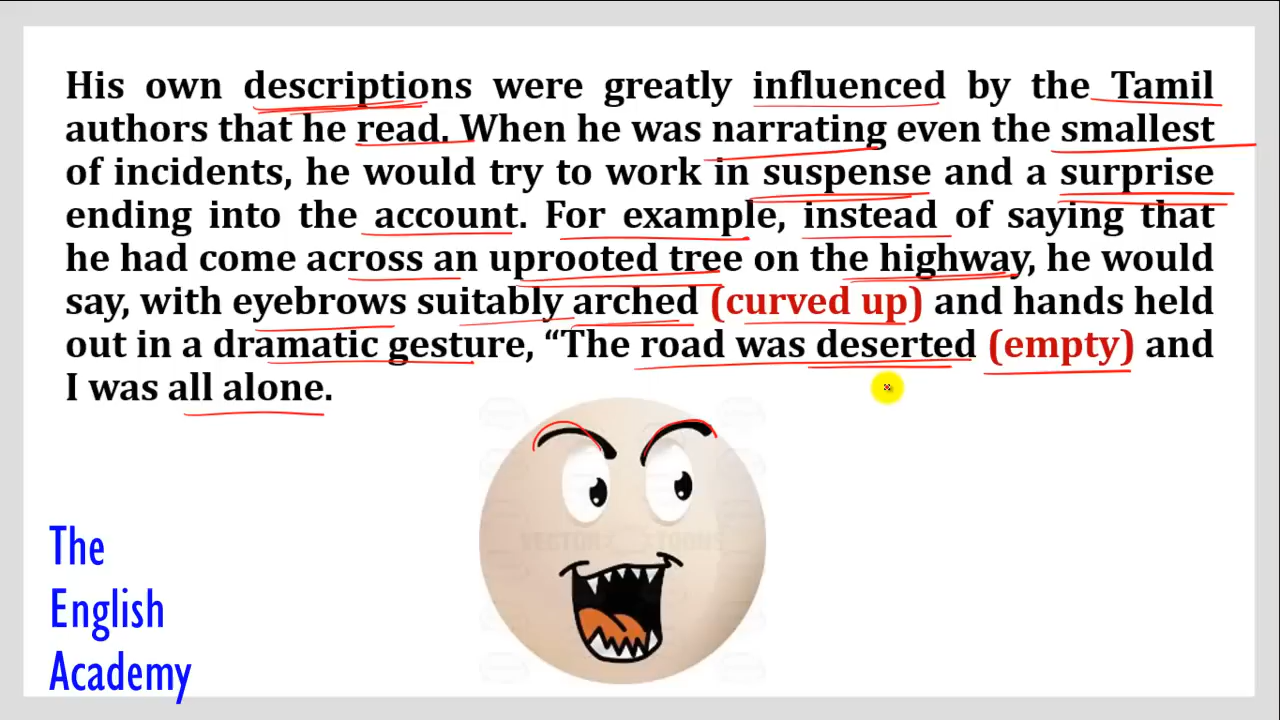 His own descriptions were greatly influenced by the Tamil
authors that he read. When he was narrating even the smallest
of incidents, he would try to work in suspense and a surprise
ending into the account. For example, instead of saying that
he had come across an uprooted tree on the highway, he would
say, with eyebrows suitably arched (curved up) and hands held
out in a dramatic gesture, “The road was deserted (empty) and
I was all alone.
The
English
Academy